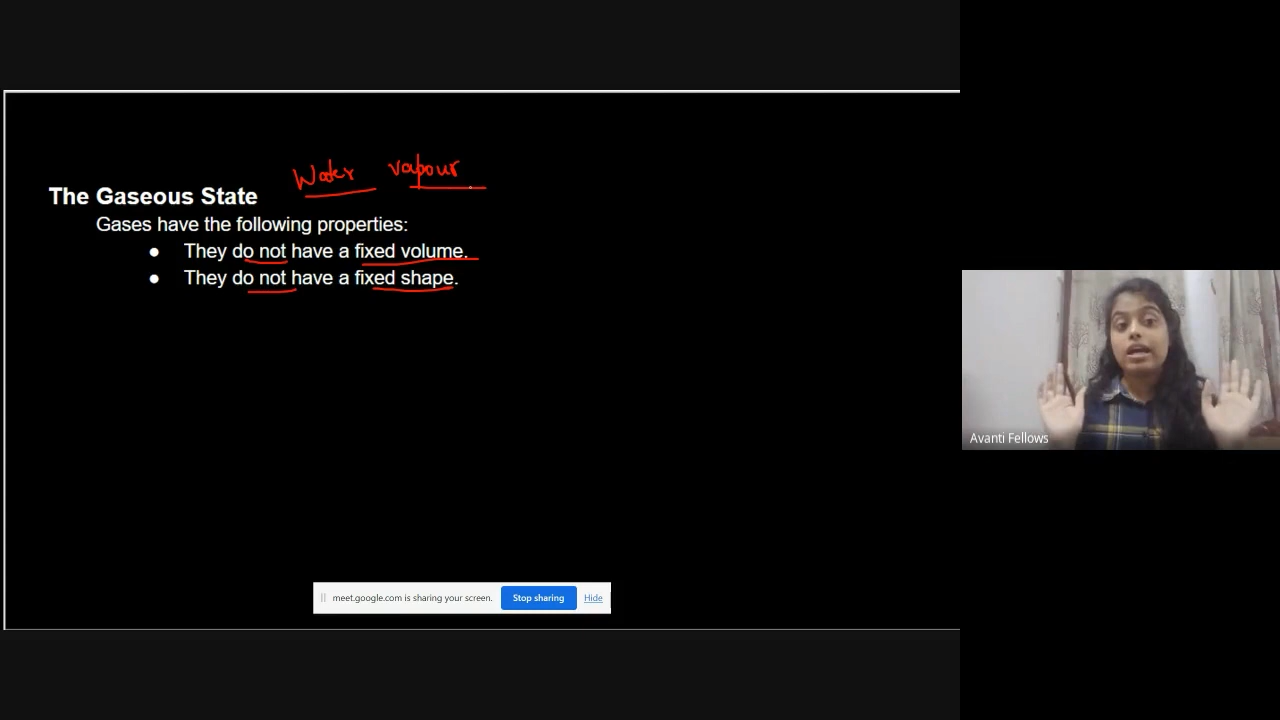 Water vapour
The Gaseous State
Gases have the following properties:
● They do not have a fixed volume.
● They do not have a fixed shape.
Avanti Fellows
meet.google.com is sharing your screen. Stop sharing Hide